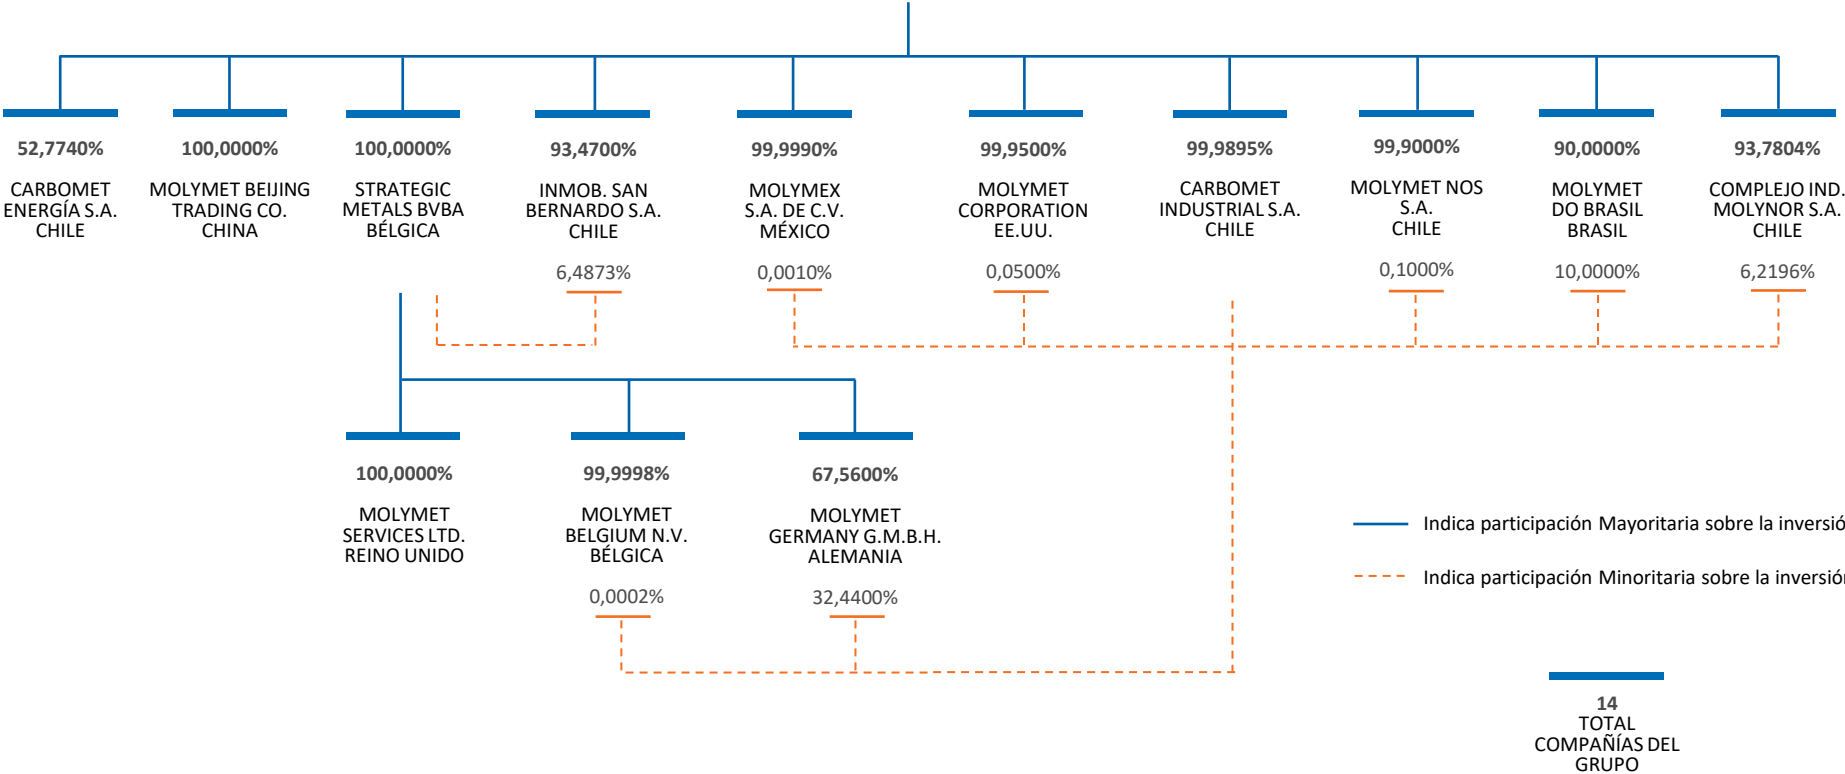 52,7740%
CARBOMET
ENERGÍA S.A.
CHILE
100,0000%
MOLYMET BEIJING
TRADING CO.
CHINA
100,0000%
STRATEGIC
METALS BVBA
BÉLGICA
93,4700%
INMOB. SAN
BERNARDO S.A.
CHILE
6,4873%
99,9990%
MOLYMEX
S.A. DE C.V.
MÉXICO
0,0010%
99,9500%
MOLYMET
CORPORATION
EE.UU.
0,0500%
99,9895%
CARBOMET
INDUSTRIAL S.A.
CHILE
99,9000%
MOLYMET NOS
S.A.
CHILE
0,1000%
90,0000%
MOLYMET
DO BRASIL
BRASIL
10,0000%
93,7804%
COMPLEJO IND.
MOLYNOR S.A.
CHILE
6,2196%
100,0000%
MOLYMET
SERVICES LTD.
REINO UNIDO
99,9998%
MOLYMET
BELGIUM N.V.
BÉLGICA
0,0002%
67,5600%
MOLYMET
GERMANY G.M.B.H.
ALEMANIA
32,4400%
Indica participación Mayoritaria sobre la inversió
Indica participación Minoritaria sobre la inversión
14
TOTAL
COMPAÑÍAS DEL
GRUPO